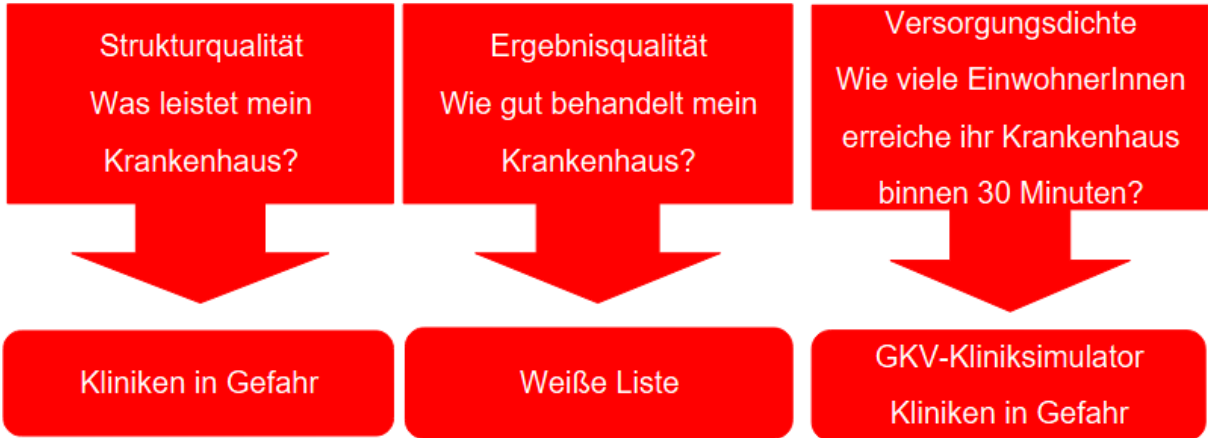 Strukturqualität
Was leistet mein
Krankenhaus?
Ergebnisqualität
Wie gut behandelt mein
Krankenhaus?
Versorgungsdichte
Wie viele EinwohnerInnen
erreiche ihr Krankenhaus
binnen 30 Minuten?
Kliniken in Gefahr
Weiße Liste
GKV-Kliniksimulator
Kliniken in Gefahr